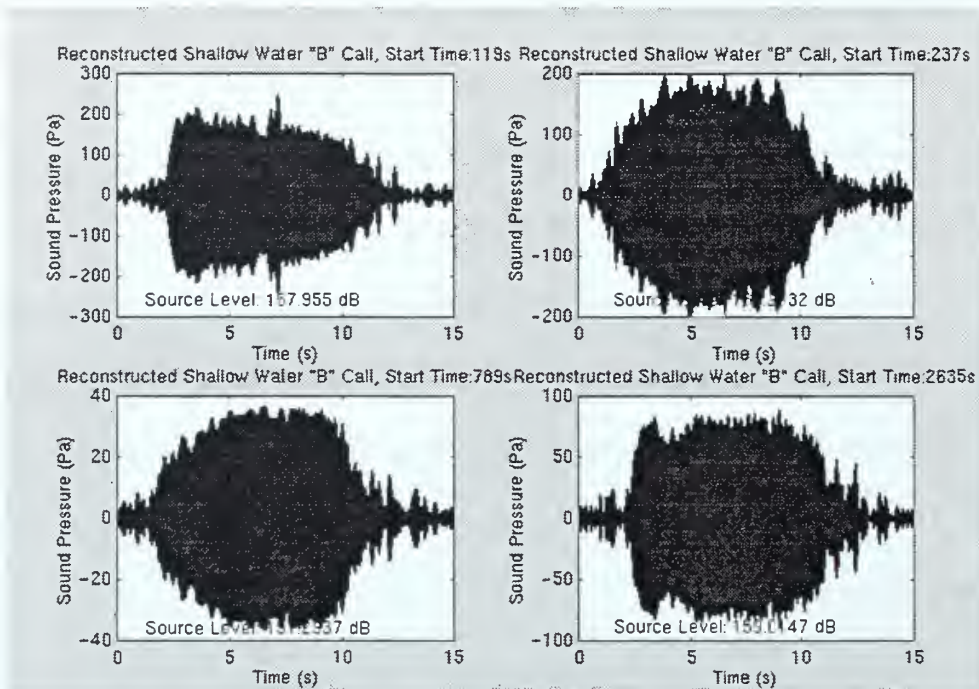 Reconstructed Shallow Water "B" Call, Start Time:119s
300
200
100
0
-100
-200
-300
Sound Pressure (Pa)
Source Level: 167.955 dB
0 5 10 15
Time (s)
Reconstructed Shallow Water "B" Call, Start Time:237s
200
100
0
-100
-200
Sound Pressure (Pa)
32 dB
0 5 10 15
Time (s)
Reconstructed Shallow Water "B" Call, Start Time:789s
40
20
0
-20
-40
Sound Pressure (Pa)
Source Level: dB
0 5 10 15
Time (s)
Reconstructed Shallow Water "B" Call, Start Time:2635s
100
50
0
-50
-100
Sound Pressure (Pa)
Source Level: dB
0 5 10 15
Time (s)